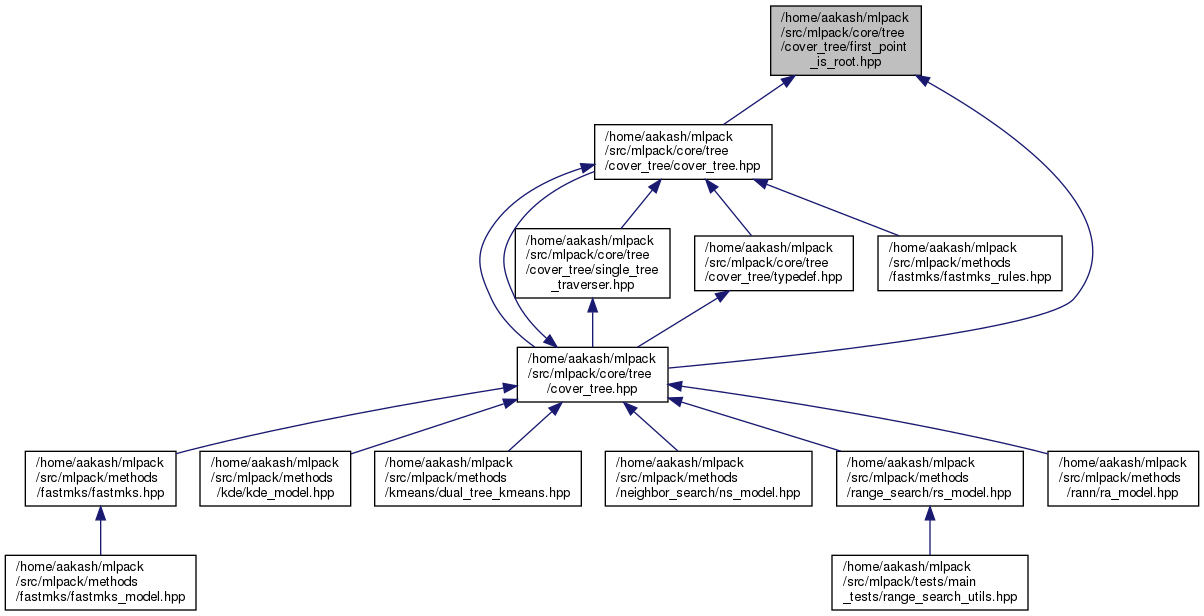 /home/aakash/mlpack
/src/mlpack/core/tree
/cover_tree/first_point
_is_root.hpp
/home/aakash/mlpack
/src/mlpack/core/tree
/cover_tree/cover_tree.hpp
/home/aakash/mlpack
/src/mlpack/core/tree
/cover_tree/single_tree
_traverser.hpp
/home/aakash/mlpack
/src/mlpack/core/tree
/cover_tree/typedef.hpp
/home/aakash/mlpack
/src/mlpack/methods
/fastmks/fastmks_rules.hpp
/home/aakash/mlpack
/src/mlpack/core/tree
/cover_tree.hpp
/home/aakash/mlpack
/src/mlpack/methods
/fastmks/fastmks.hpp
/home/aakash/mlpack
/src/mlpack/methods
/kde/kde_model.hpp
/home/aakash/mlpack
/src/mlpack/methods
/kmeans/dual_tree_kmeans.hpp
/home/aakash/mlpack
/src/mlpack/methods
/neighbor_search/ns_model.hpp
/home/aakash/mlpack
/src/mlpack/methods
/range_search/rs_model.hpp
/home/aakash/mlpack
/src/mlpack/methods
/rann/ra_model.hpp
/home/aakash/mlpack
/src/mlpack/methods
/fastmks/fastmks_model.hpp
/home/aakash/mlpack
/src/mlpack/tests/main
_tests/range_search_utils.hpp